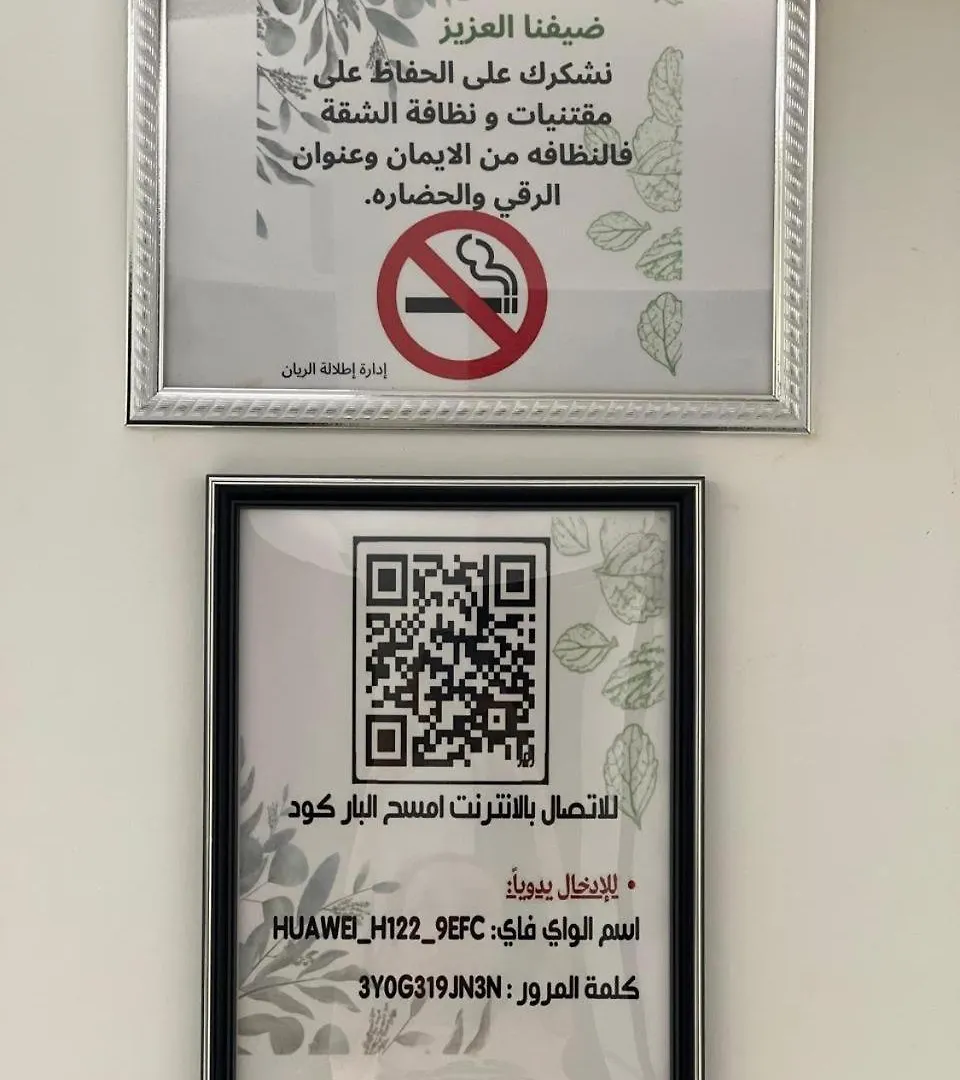 ضيفنا العزيز
نشكرك على الحفاظ على
مقتنيات و نظافة الشقة
فالنظافه من الايمان وعنوان
الرقي والحضاره.
إدارة إطلالة الريان
للاتصال بالانترنت امسح البار كود
• للإدخال يدوياً:
اسم الواي فاي: HUAWEI_H122_9EFC
كلمة المرور : 3Y0G319JN3N